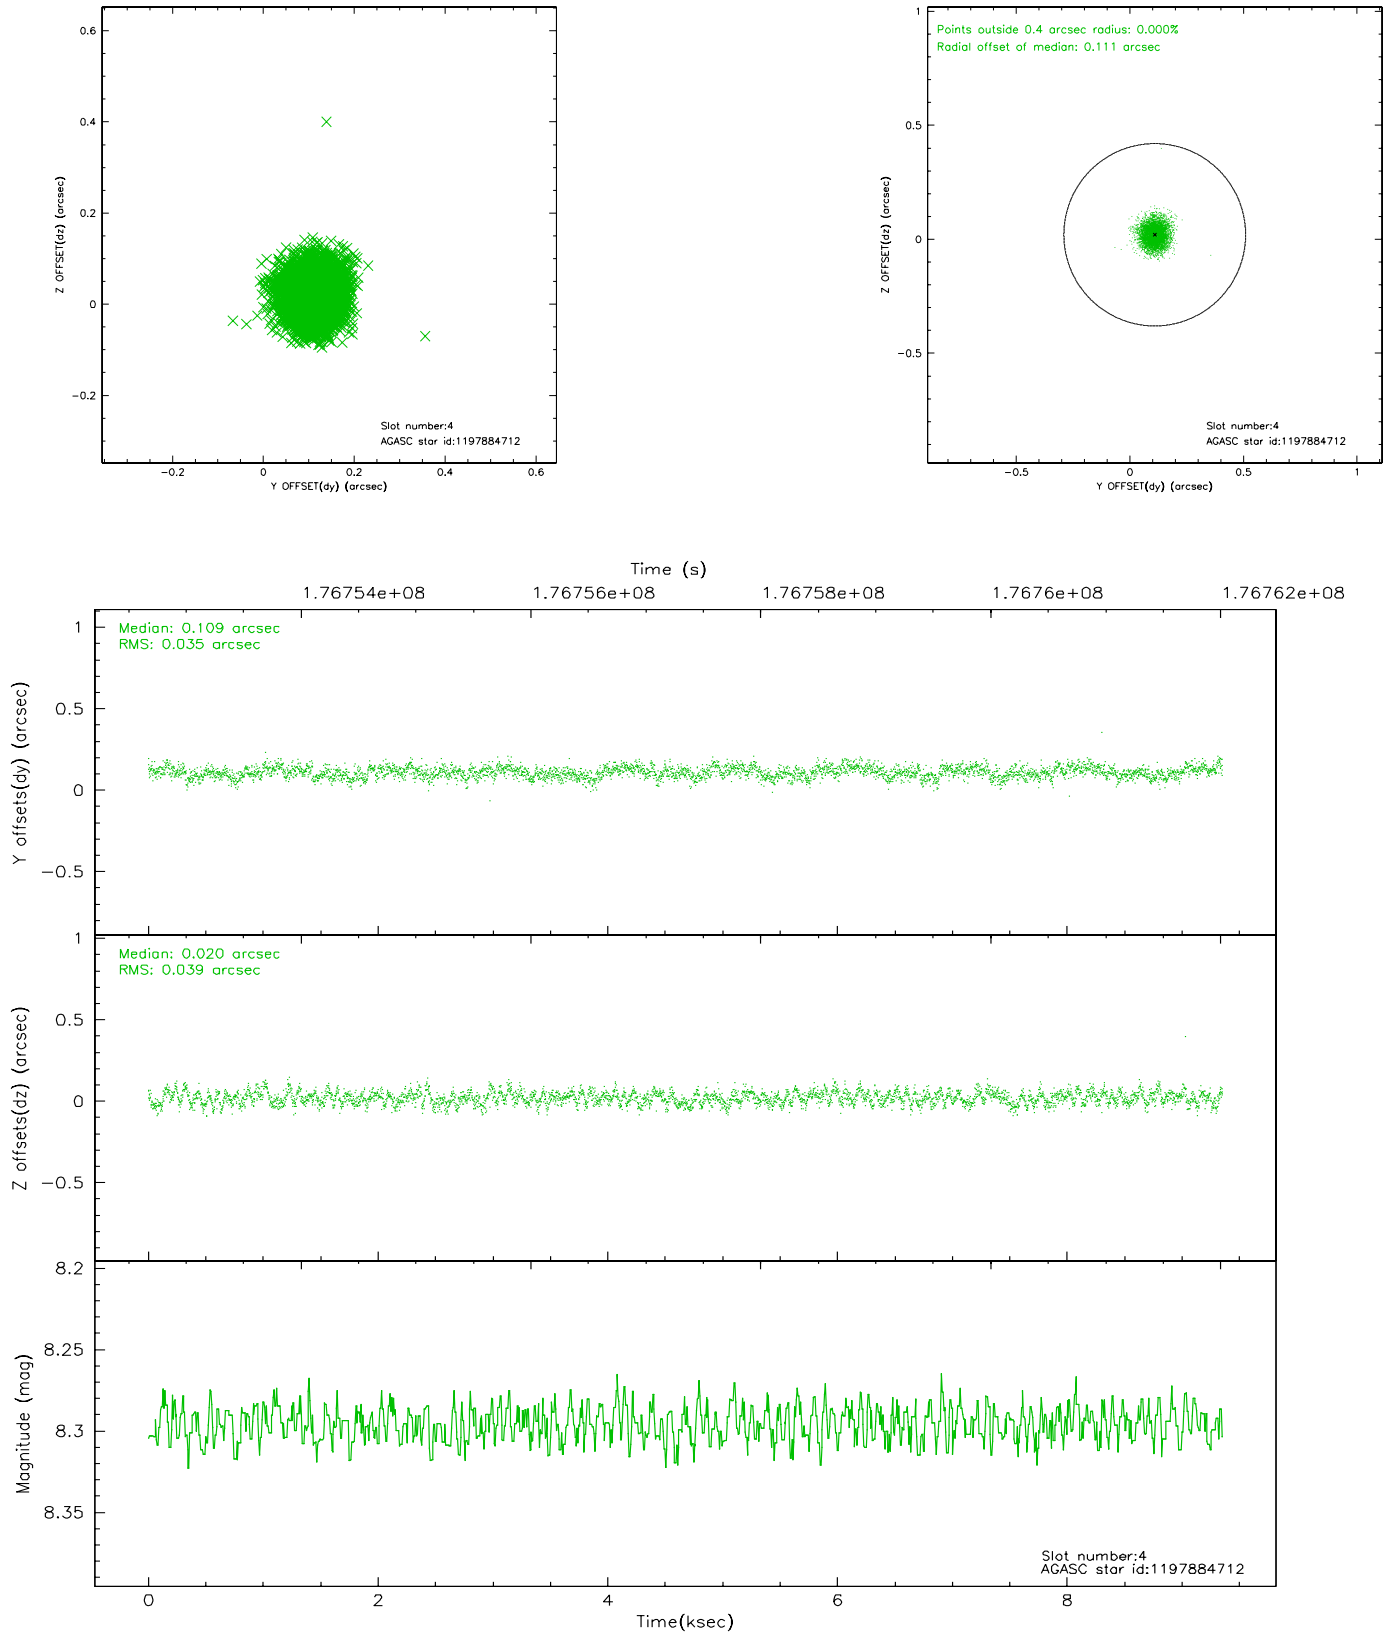 0.6
0.4
0.2
0
−0.2
Z OFFSET(dz) (arcsec)
Slot number:4
AGASC star id:1197884712
−0.2 0 0.2 0.4 0.6
Y OFFSET(dy) (arcsec)
1
0.5
0
−0.5
Z OFFSET(dz) (arcsec)
Points outside 0.4 arcsec radius: 0.000%
Radial offset of median: 0.111 arcsec
Slot number:4
AGASC star id:1197884712
−0.5 0 0.5 1
Y OFFSET(dy) (arcsec)
Time (s)
1.76754e+08 1.76756e+08 1.76758e+08 1.7676e+08 1.76762e+08
Median: 0.109 arcsec
RMS: 0.035 arcsec
1
0.5
0
−0.5
Y offsets(dy) (arcsec)
Median: 0.020 arcsec
RMS: 0.039 arcsec
1
0.5
0
−0.5
Z offsets(dz) (arcsec)
8.2
8.25
8.3
8.35
Magnitude (mag)
Slot number:4
AGASC star id:1197884712
0 2 4 6 8
Time(ksec)